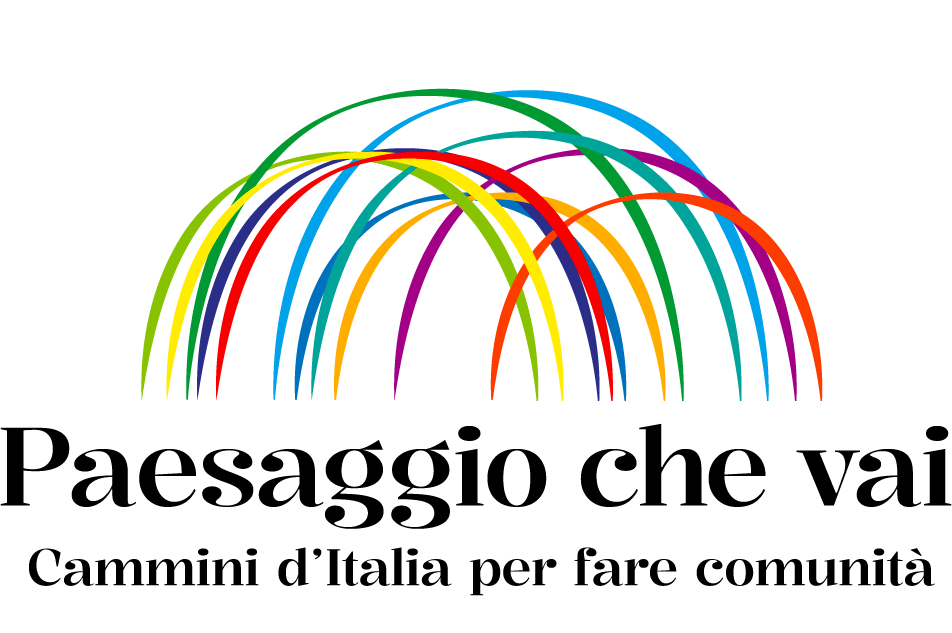 Paesaggio che vai
Cammini d’Italia per fare comunità